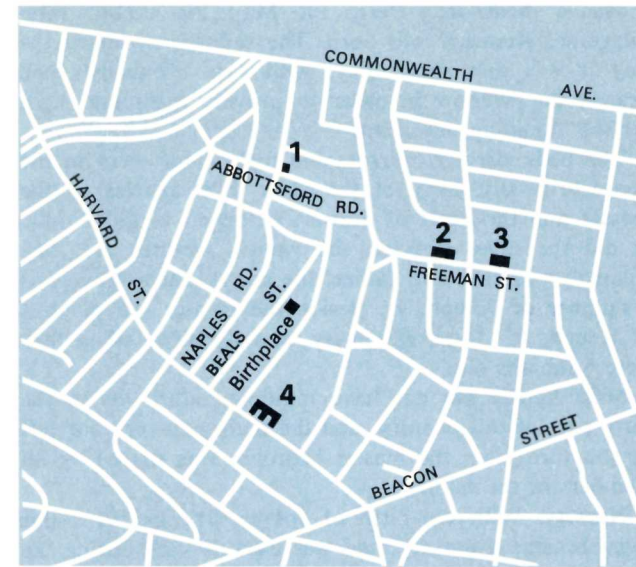 COMMONWEALTH AVE.
1
ABBOTTSFORD RD.
HARVARD ST.
2
3
FREEMAN ST.
NAPLES RD.
BEALS ST.
Birthplace
4
BEACON STREET